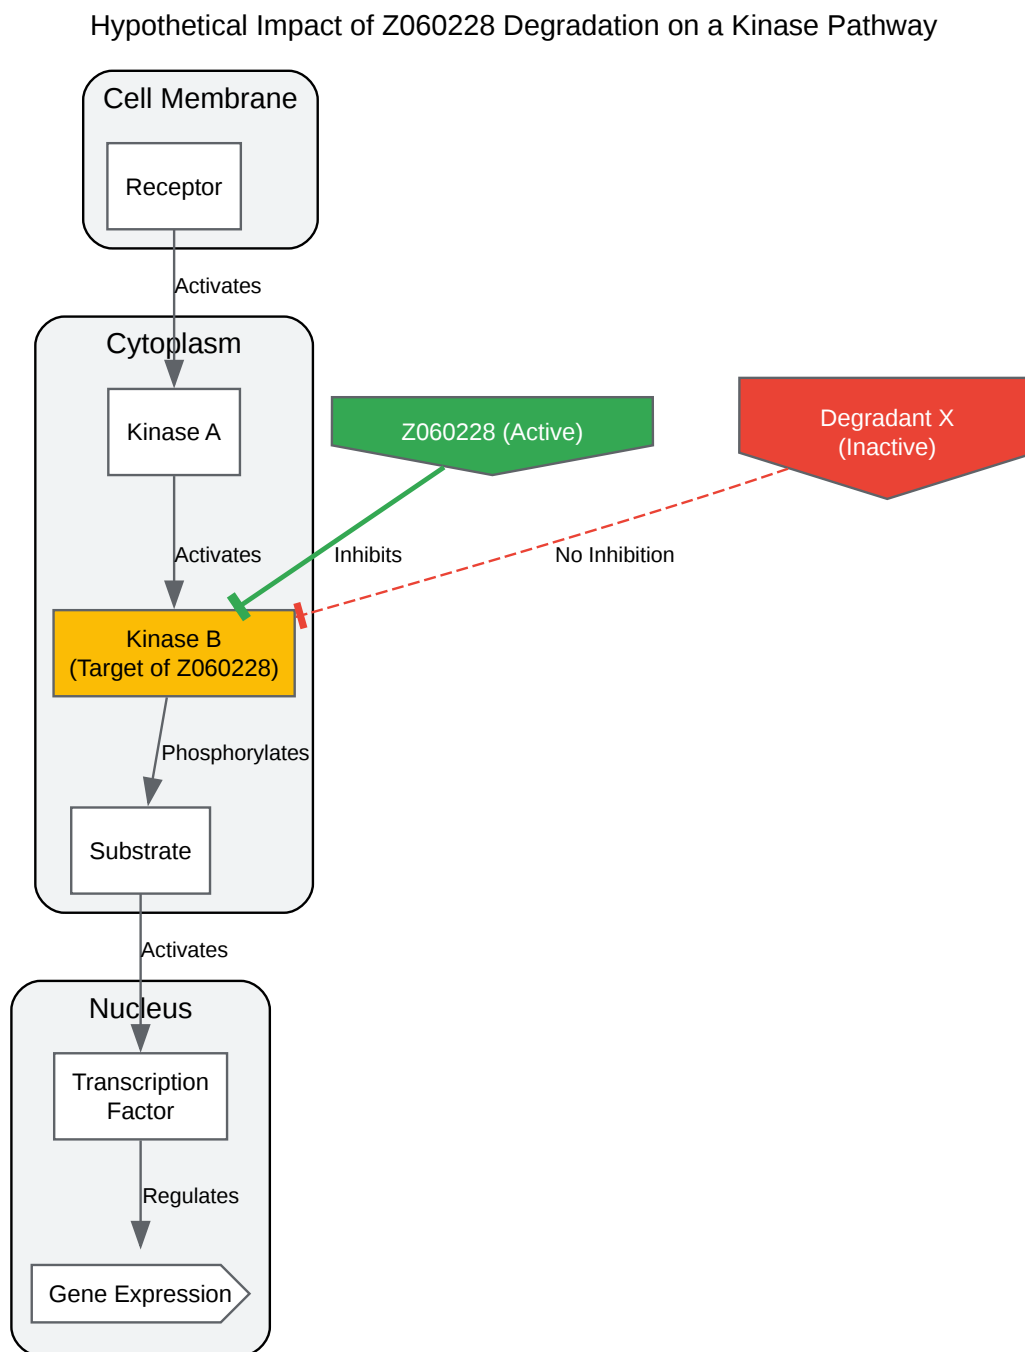 Hypothetical Impact of Z060228 Degradation on a Kinase Pathway
Cell Membrane
Receptor
Activates
Cytoplasm
Kinase A
Z060228 (Active)
Degradant X
(Inactive)
Activates
Inhibits
No Inhibition
Kinase B
(Target of Z060228)
Phosphorylates
Substrate
Activates
Nucleus
Transcription
Factor
Regulates
Gene Expression